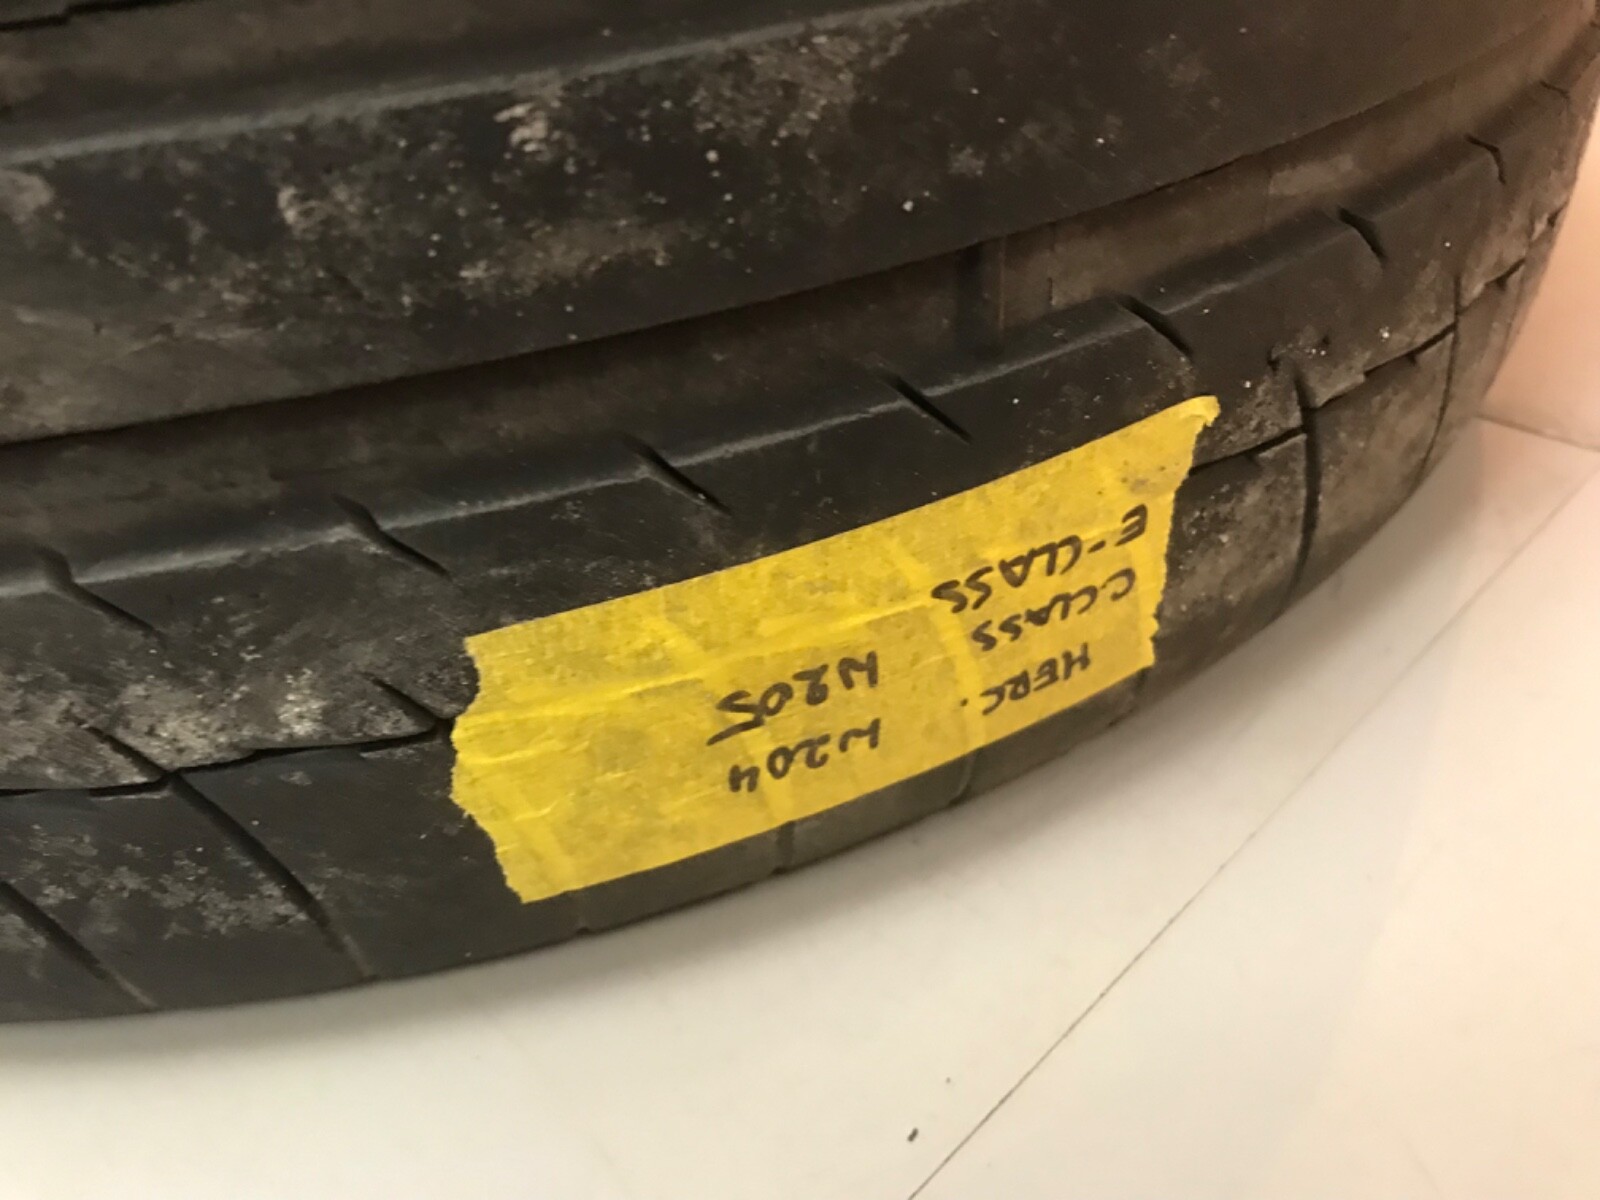 MERC. W204
C-CLASS W205
E-CLASS